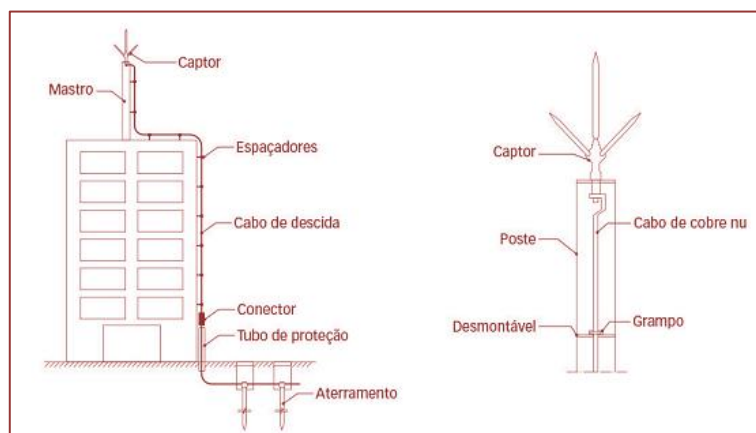 Captor
Mastro
Espaçadores
Cabo de descida
Conector
Tubo de proteção
Aterramento
Captor
Cabo de cobre nu
Poste
Desmontável
Grampo